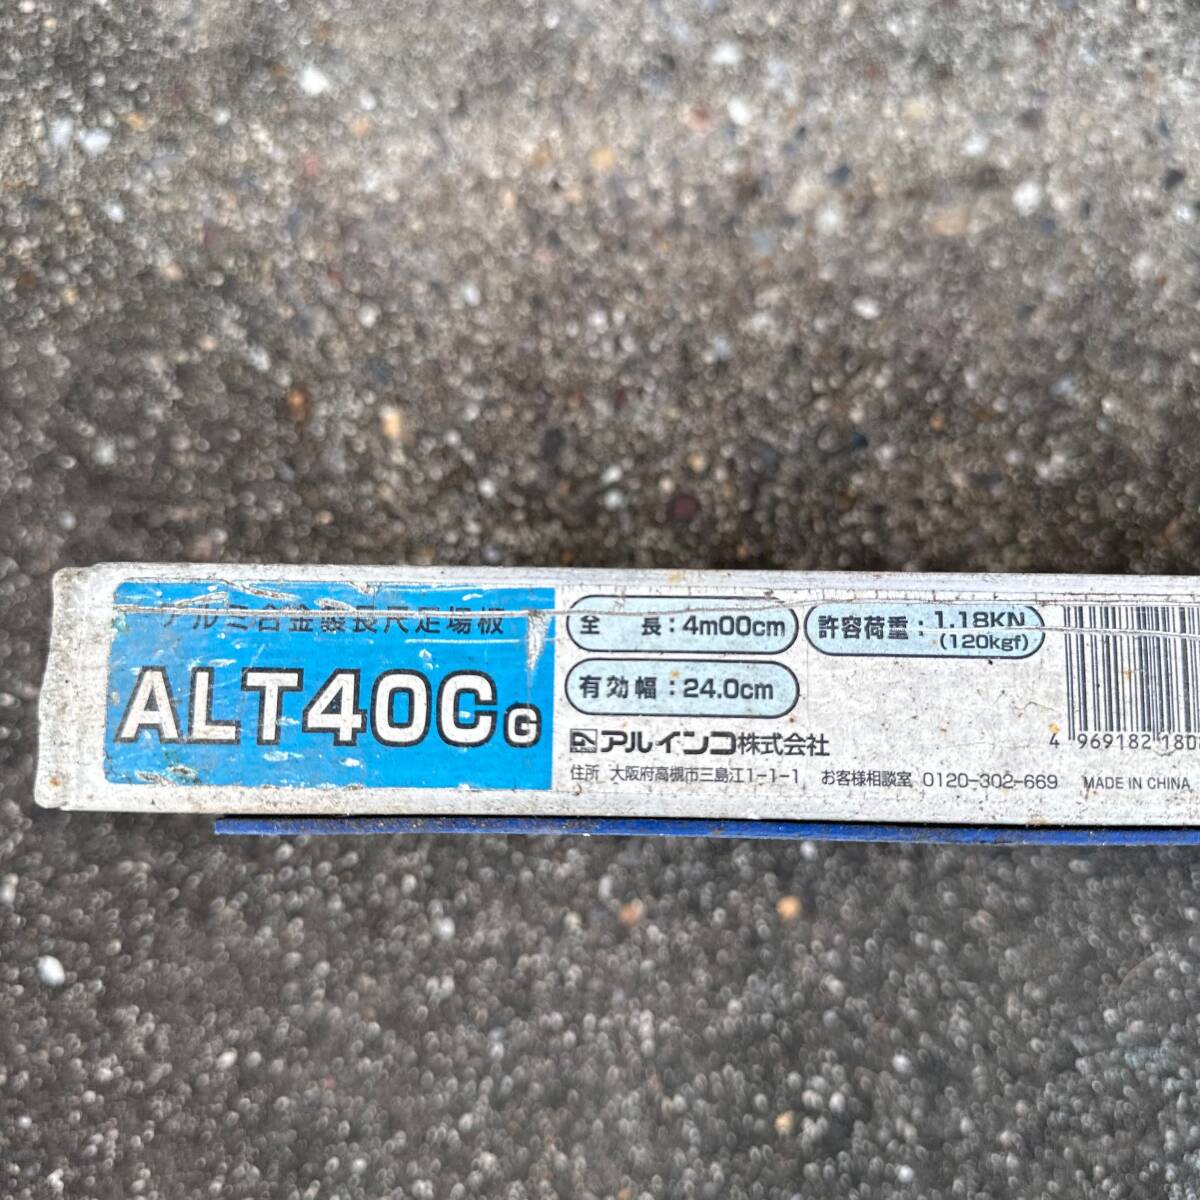 アルミ合金製長尺足場板
ALT40CG
全 長：4m00cm
許容荷重：1.18KN
(120kgf)
有効幅：24.0cm
アルインコ株式会社
住所 大阪府高槻市三島江1-1-1 お客様相談室 0120-302-669 MADE IN CHINA
4 969182 180